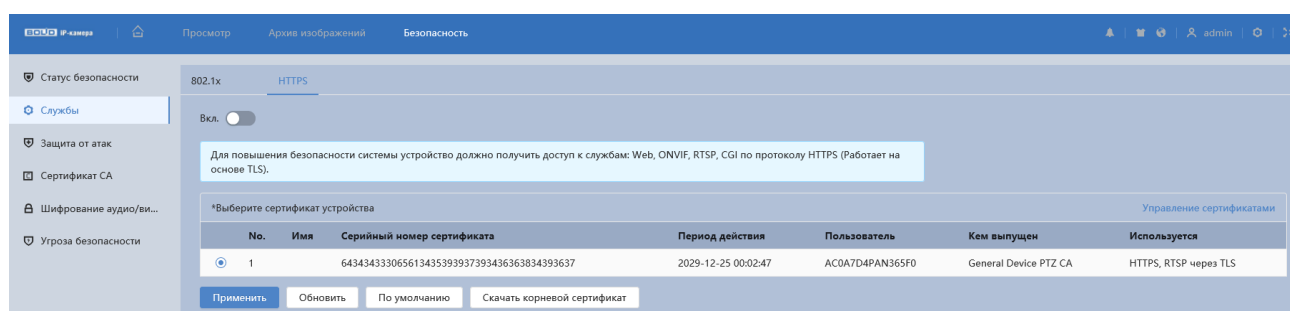 BOLID IP-камера Просмотр Архив изображений Безопасность admin
Статус безопасности
Службы
Защита от атак
Сертификат CA
Шифрование аудио/ви...
Угроза безопасности
802.1x HTTPS
Вкл.
Для повышения безопасности системы устройство должно получить доступ к службам: Web, ONVIF, RTSP, CGI по протоколу HTTPS (Работает на
основе TLS).
*Выберите сертификат устройства Управление сертификатами
No. Имя Серийный номер сертификата Период действия Пользователь Кем выпущен Используется
1 6434343330656134353939373934363638343936​37 2029-12-25 00:02:47 AC0A7D4PAN365F0 General Device PTZ CA HTTPS, RTSP через TLS
Применить Обновить По умолчанию Скачать корневой сертификат